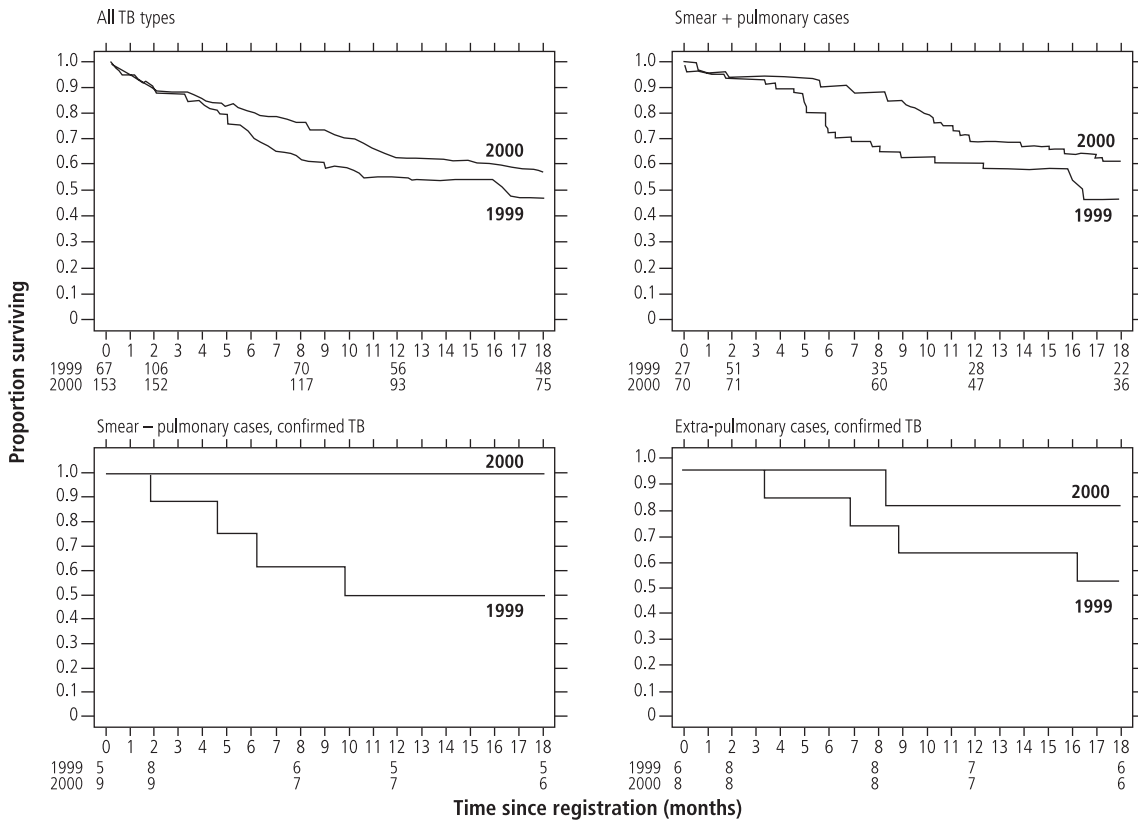 All TB types
1.0
0.9
0.8
0.7
0.6
0.5
0.4
0.3
0.2
0.1
0
2000
1999
0 1 2 3 4 5 6 7 8 9 10 11 12 13 14 15 16 17 18
1999 67 106 70 56 48
2000 153 152 117 93 75
Smear + pulmonary cases
1.0
0.9
0.8
0.7
0.6
0.5
0.4
0.3
0.2
0.1
0
2000
1999
0 1 2 3 4 5 6 7 8 9 10 11 12 13 14 15 16 17 18
1999 27 51 35 28 22
2000 70 71 60 47 36
Proportion surviving
Smear – pulmonary cases, confirmed TB
1.0
0.9
0.8
0.7
0.6
0.5
0.4
0.3
0.2
0.1
0
2000
1999
0 1 2 3 4 5 6 7 8 9 10 11 12 13 14 15 16 17 18
1999 5 8 6 5 5
2000 9 9 7 7 6
Extra-pulmonary cases, confirmed TB
1.0
0.9
0.8
0.7
0.6
0.5
0.4
0.3
0.2
0.1
0
2000
1999
0 1 2 3 4 5 6 7 8 9 10 11 12 13 14 15 16 17 18
1999 6 8 8 7 6
2000 8 8 7 7 6
Time since registration (months)